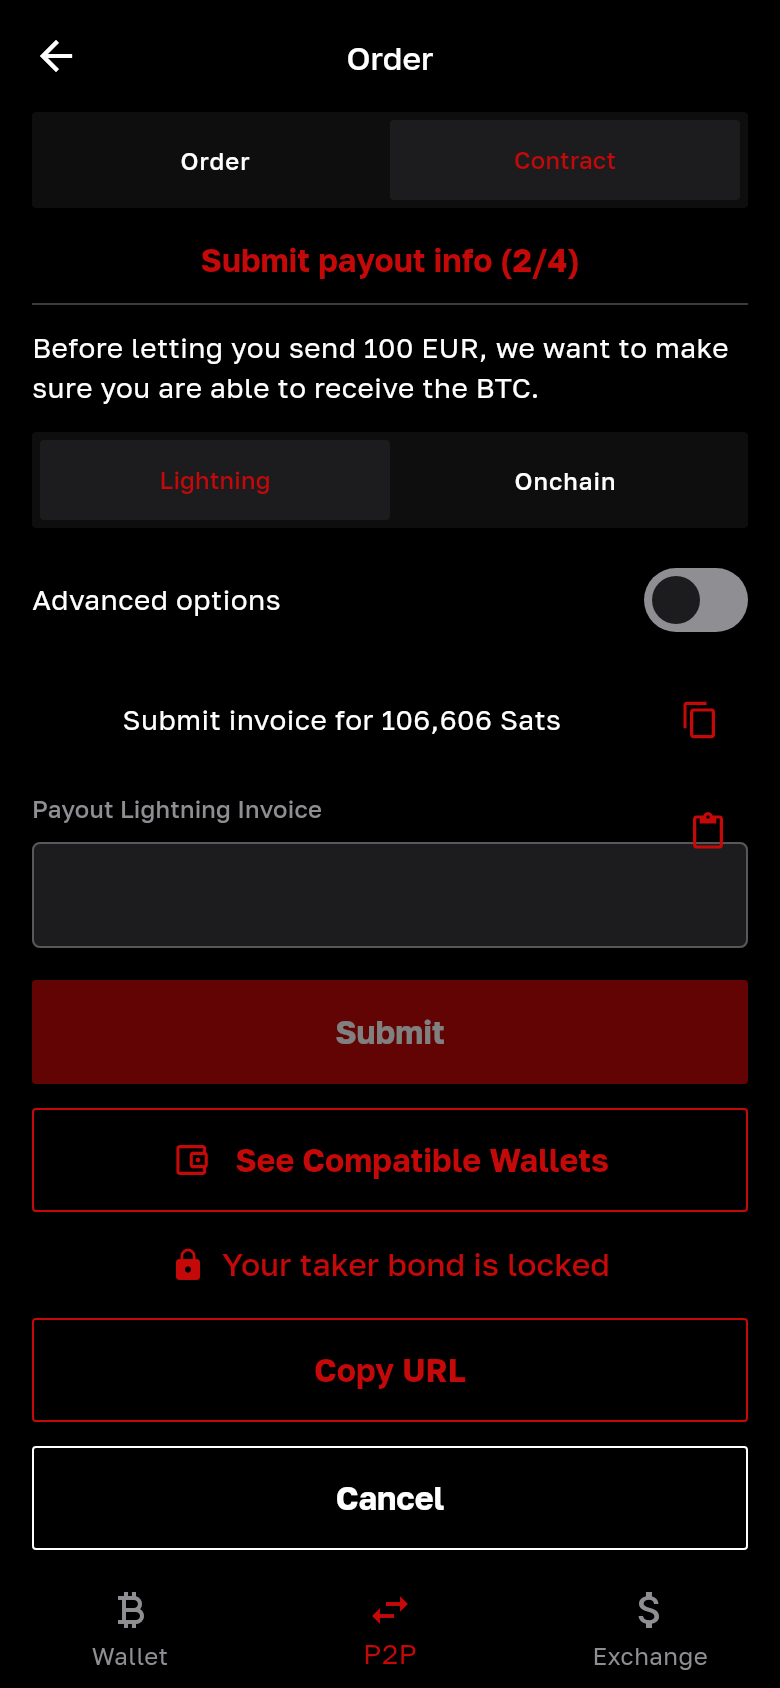 Order
Order
Contract
Submit payout info (2/4)
Before letting you send 100 EUR, we want to make
sure you are able to receive the BTC.
Lightning
Onchain
Advanced options
Submit invoice for 106,606 Sats
Payout Lightning Invoice
Submit
See Compatible Wallets
Your taker bond is locked
Copy URL
Cancel
Wallet
P2P
Exchange